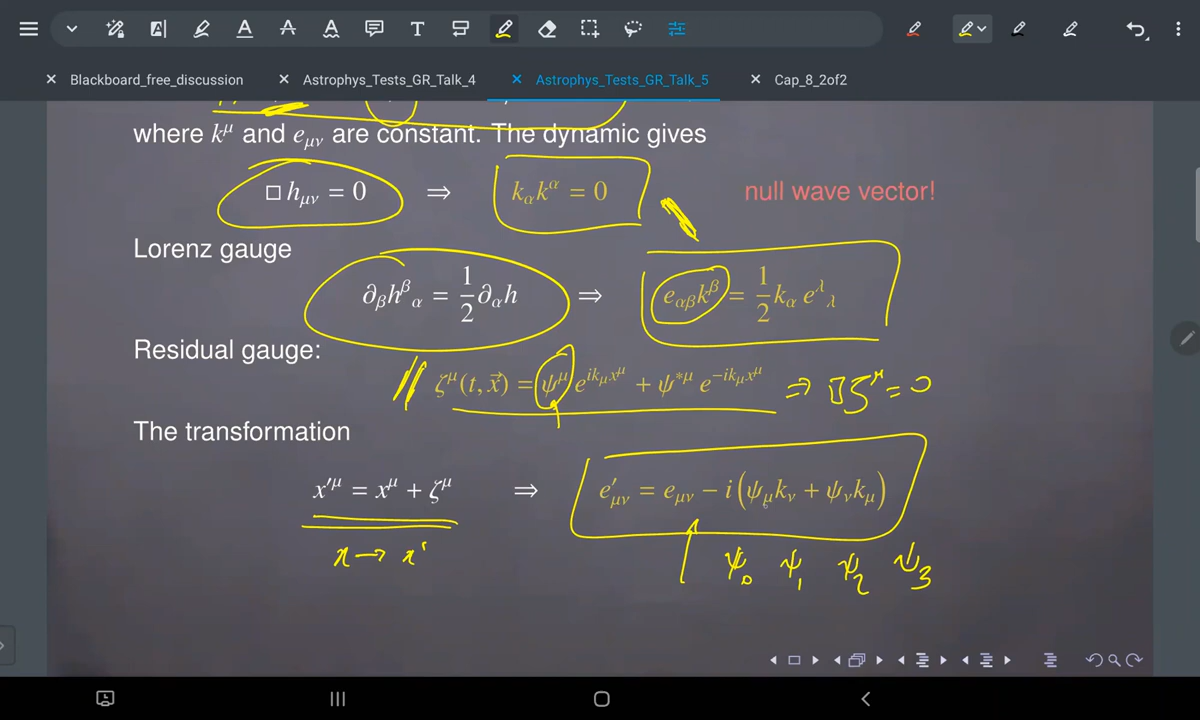 Blackboard_free_discussion Astrophys_Tests_GR_Talk_4 Astrophys_Tests_GR_Talk_5 Cap_8_2of2
where k^μ and e_μν are constant. The dynamic gives
□ h_μν = 0 ⇒ k_α k^α = 0 null wave vector!
Lorenz gauge
∂_β h^β_α = 1/2 ∂_α h ⇒ e_αβ k^β = 1/2 k_α e^λ_λ
Residual gauge:
ζ^μ(t, x⃗) = ψ^μ e^{ik_μ x^μ} + ψ^{*μ} e^{-ik_μ x^μ} ⇒ □ζ^μ = 0
The transformation
x'^μ = x^μ + ζ^μ ⇒ e'_μν = e_μν − i(ψ_μ k_ν + ψ_ν k_μ)
x → x' ψ_0 ψ_1 ψ_2 ψ_3